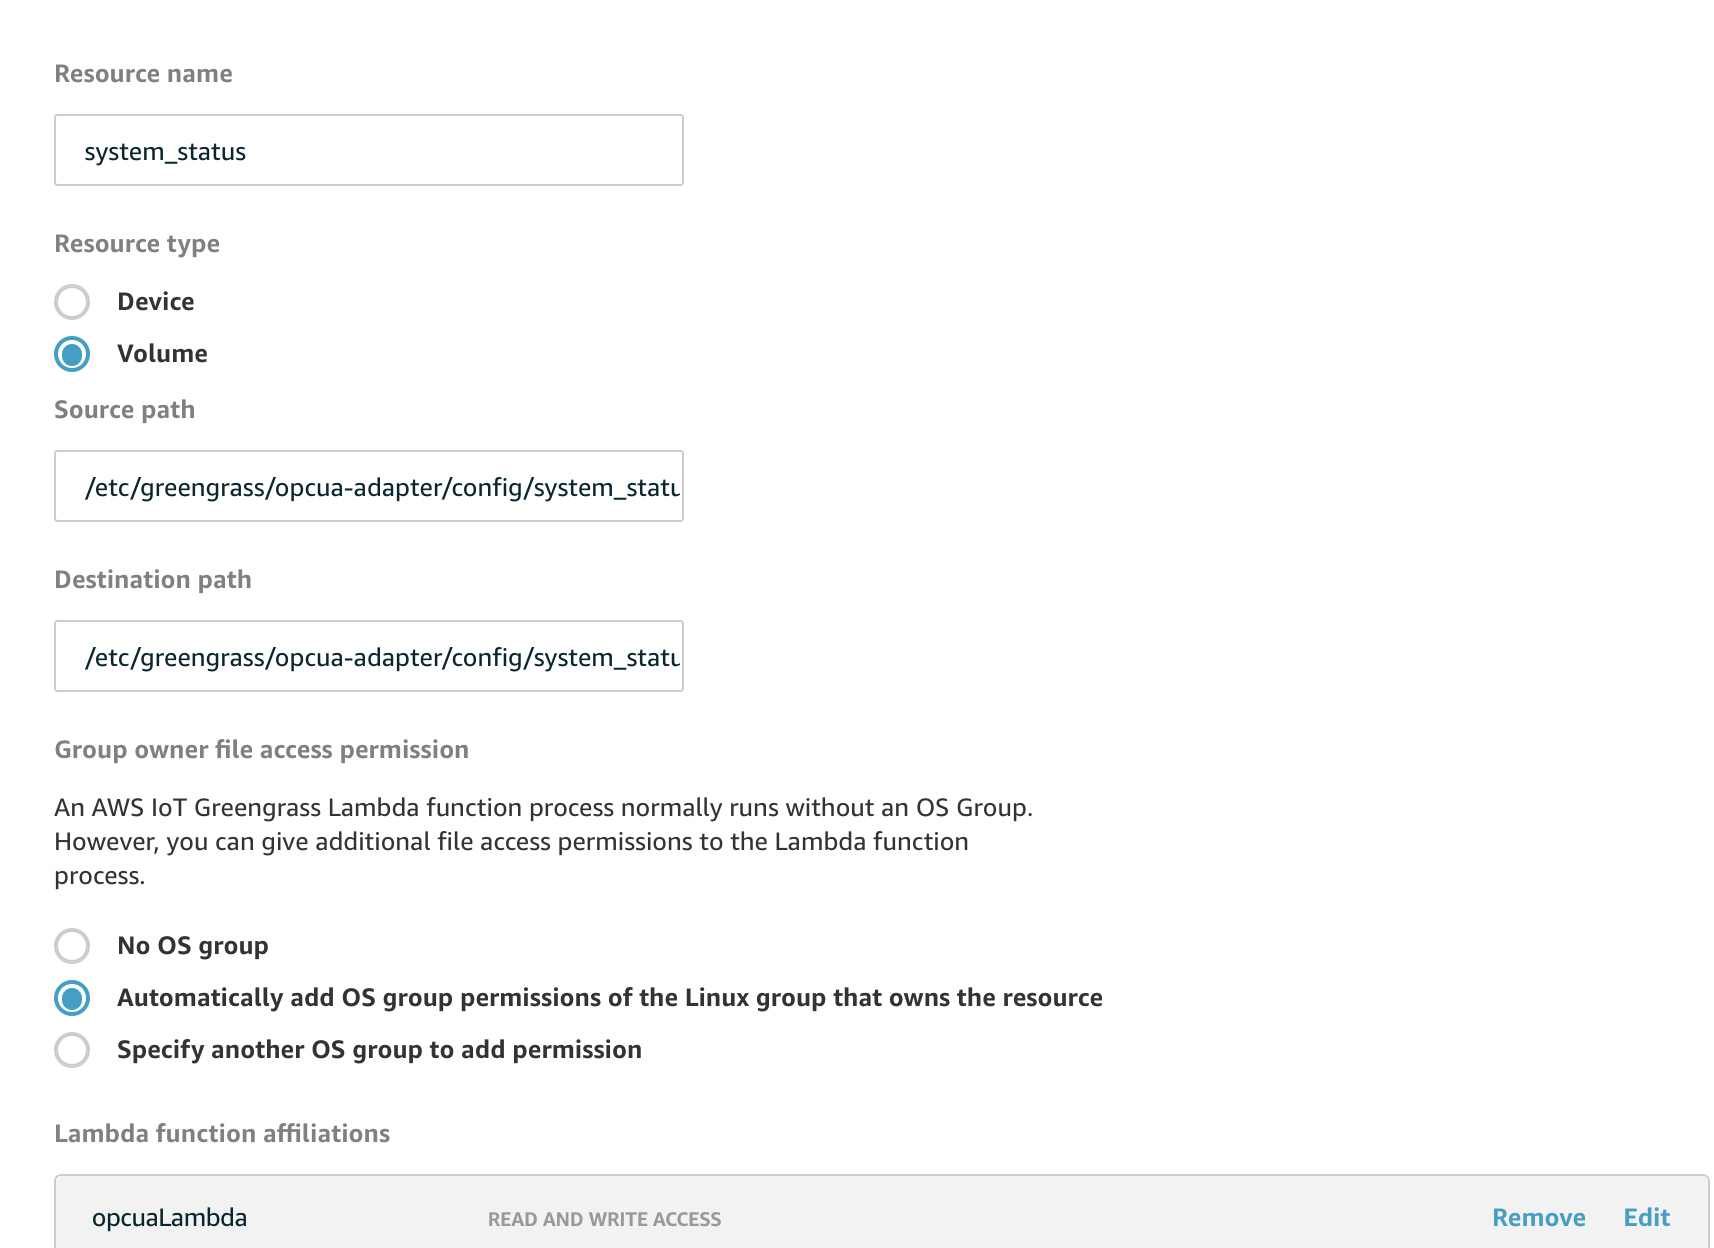 Resource name
system_status
Resource type
Device
Volume
Source path
/etc/greengrass/opcua-adapter/config/system_statu
Destination path
/etc/greengrass/opcua-adapter/config/system_statu
Group owner file access permission
An AWS IoT Greengrass Lambda function process normally runs without an OS Group.
However, you can give additional file access permissions to the Lambda function
process.
No OS group
Automatically add OS group permissions of the Linux group that owns the resource
Specify another OS group to add permission
Lambda function affiliations
opcuaLambda READ AND WRITE ACCESS Remove Edit